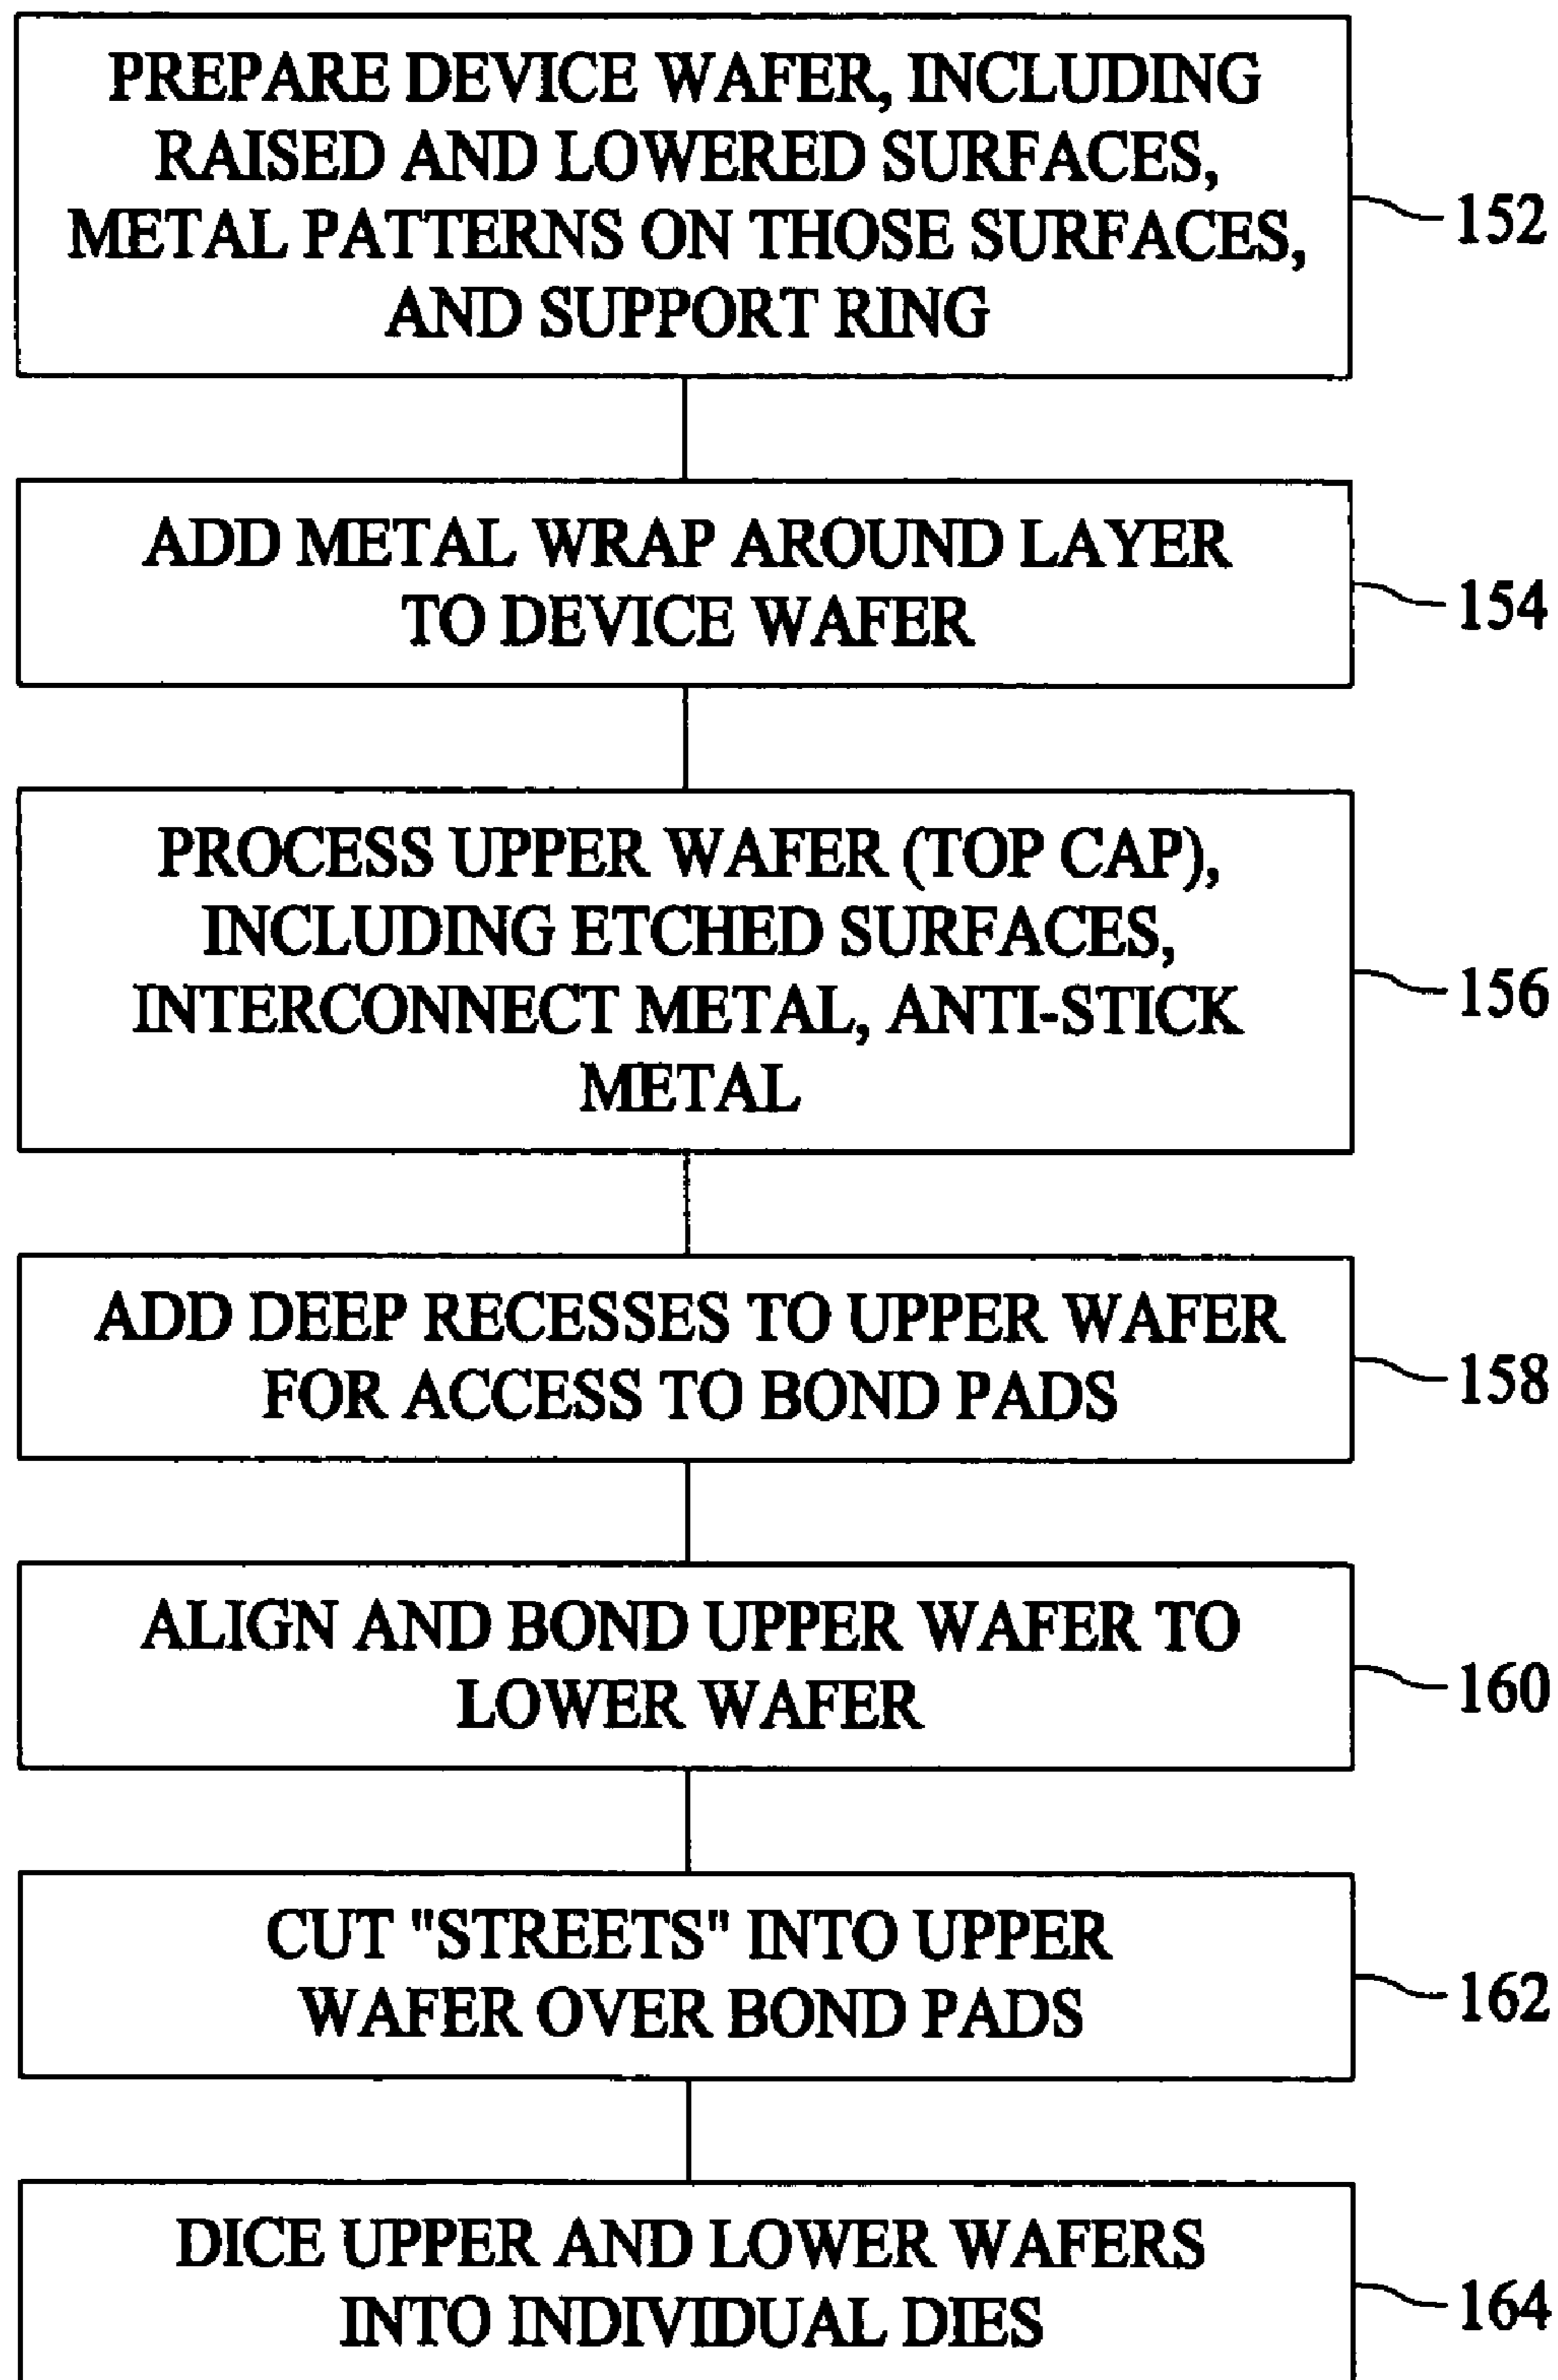 PREPARE DEVICE WAFER, INCLUDING
RAISED AND LOWERED SURFACES,
METAL PATTERNS ON THOSE SURFACES,
AND SUPPORT RING
152
ADD METAL WRAP AROUND LAYER
TO DEVICE WAFER
154
PROCESS UPPER WAFER (TOP CAP),
INCLUDING ETCHED SURFACES,
INTERCONNECT METAL, ANTI-STICK
METAL
156
ADD DEEP RECESSES TO UPPER WAFER
FOR ACCESS TO BOND PADS
158
ALIGN AND BOND UPPER WAFER TO
LOWER WAFER
160
CUT "STREETS" INTO UPPER
WAFER OVER BOND PADS
162
DICE UPPER AND LOWER WAFERS
INTO INDIVIDUAL DIES
164